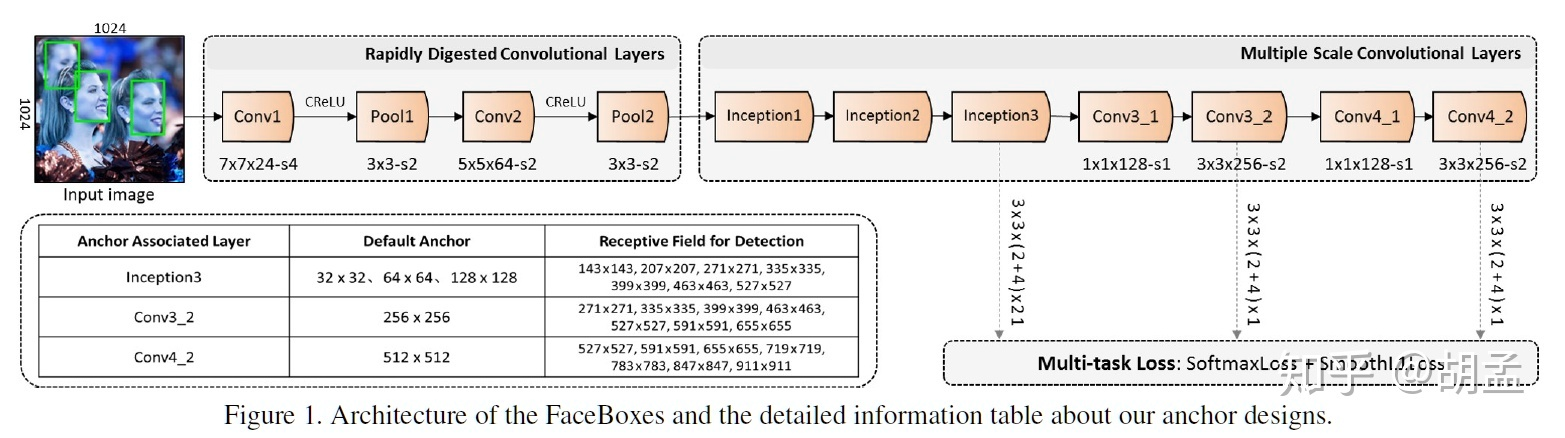 1024
1024
Input image
Rapidly Digested Convolutional Layers
Conv1
CReLU
Pool1
Conv2
CReLU
Pool2
7x7x24-s4
3x3-s2
5x5x64-s2
3x3-s2
Multiple Scale Convolutional Layers
Inception1
Inception2
Inception3
Conv3_1
Conv3_2
Conv4_1
Conv4_2
1x1x128-s1
3x3x256-s2
1x1x128-s1
3x3x256-s2
3x3x(2+4)x21
3x3x(2+4)x1
3x3x(2+4)x1
Anchor Associated Layer Default Anchor Receptive Field for Detection
Inception3 32 x 32、64 x 64、128 x 128 143x143, 207x207, 271x271, 335x335,
399x399, 463x463, 527x527
Conv3_2 256 x 256 271x271, 335x335, 399x399, 463x463,
527x527, 591x591, 655x655
Conv4_2 512 x 512 527x527, 591x591, 655x655, 719x719,
783x783, 847x847, 911x911
Multi-task Loss: SoftmaxLoss + SmoothL1Loss
知乎 @胡孟
Figure 1. Architecture of the FaceBoxes and the detailed information table about our anchor designs.